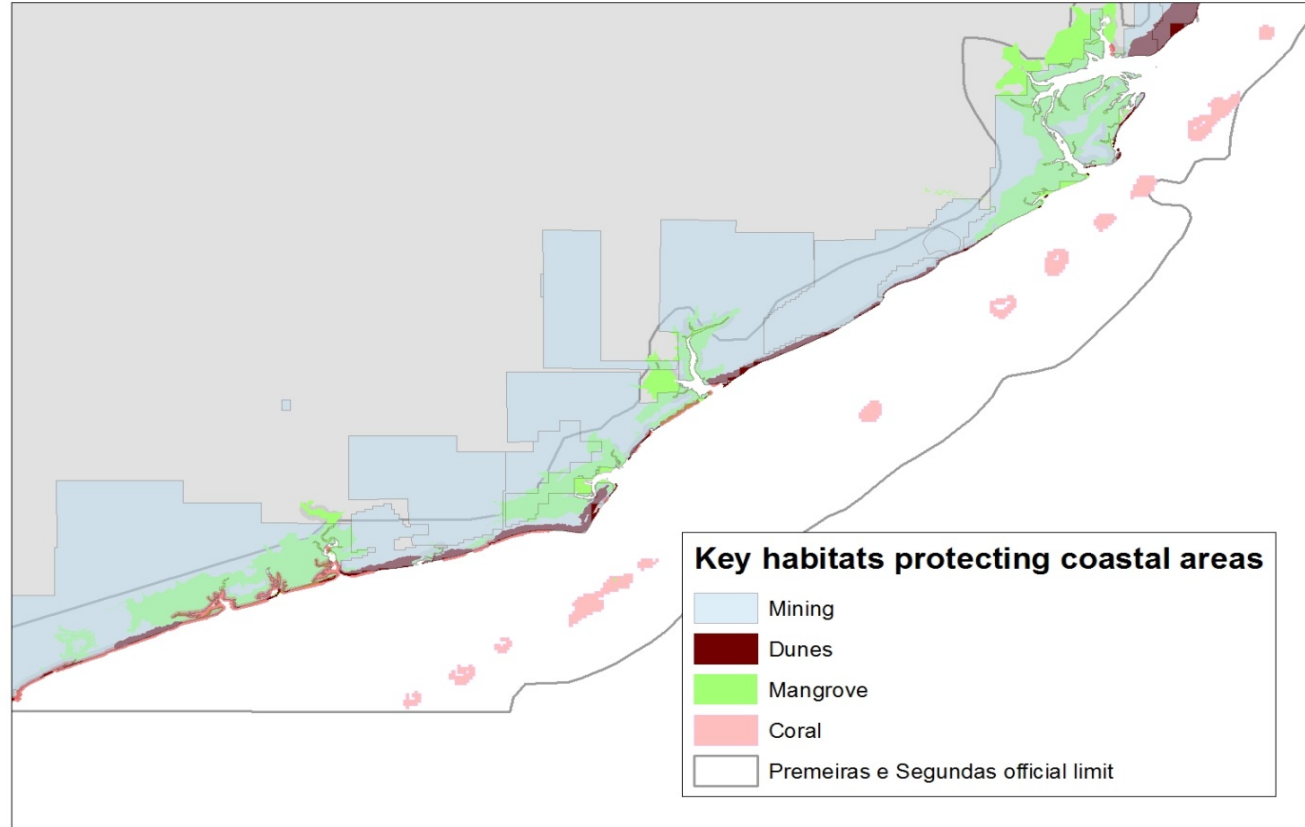 Key habitats protecting coastal areas
Mining
Dunes
Mangrove
Coral
Premeiras e Segundas official limit